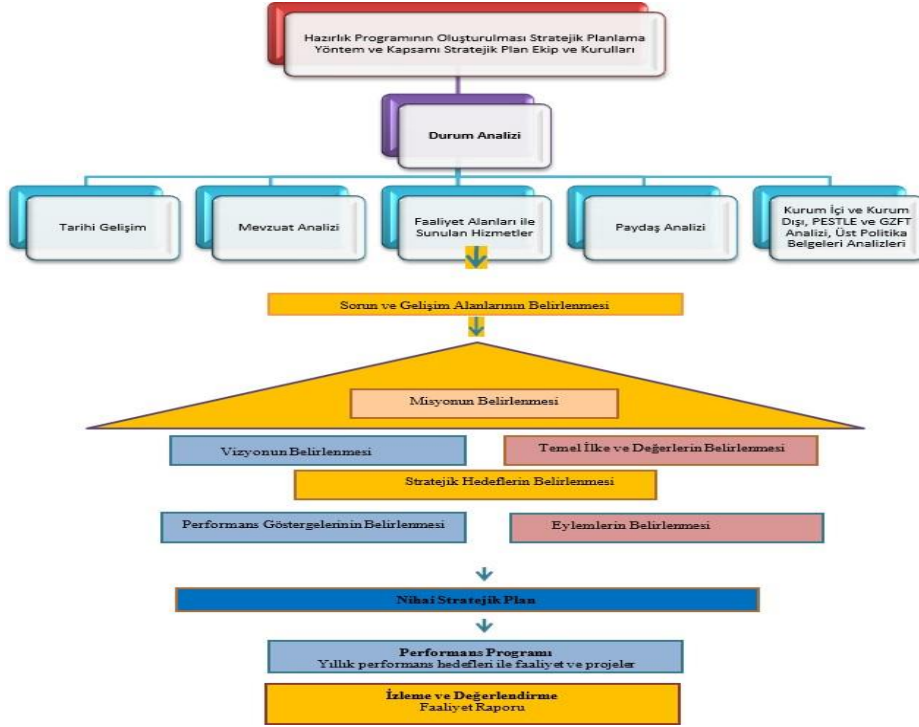 Hazırlık Programının Oluşturulması Stratejik Planlama
Yöntem ve Kapsamı Stratejik Plan Ekip ve Kurulları
Durum Analizi
Tarihi Gelişim
Mevzuat Analizi
Faaliyet Alanları ile
Sunulan Hizmetler
Paydaş Analizi
Kurum İçi ve Kurum
Dışı, PESTLE ve GZFT
Analizi, Üst Politika
Belgeleri Analizleri
Sorun ve Gelişim Alanlarının Belirlenmesi
Misyonun Belirlenmesi
Vizyonun Belirlenmesi
Temel İlke ve Değerlerin Belirlenmesi
Stratejik Hedeflerin Belirlenmesi
Performans Göstergelerinin Belirlenmesi
Eylemlerin Belirlenmesi
Nihai Stratejik Plan
Performans Programı
Yıllık performans hedefleri ile faaliyet ve projeler
İzleme ve Değerlendirme
Faaliyet Raporu